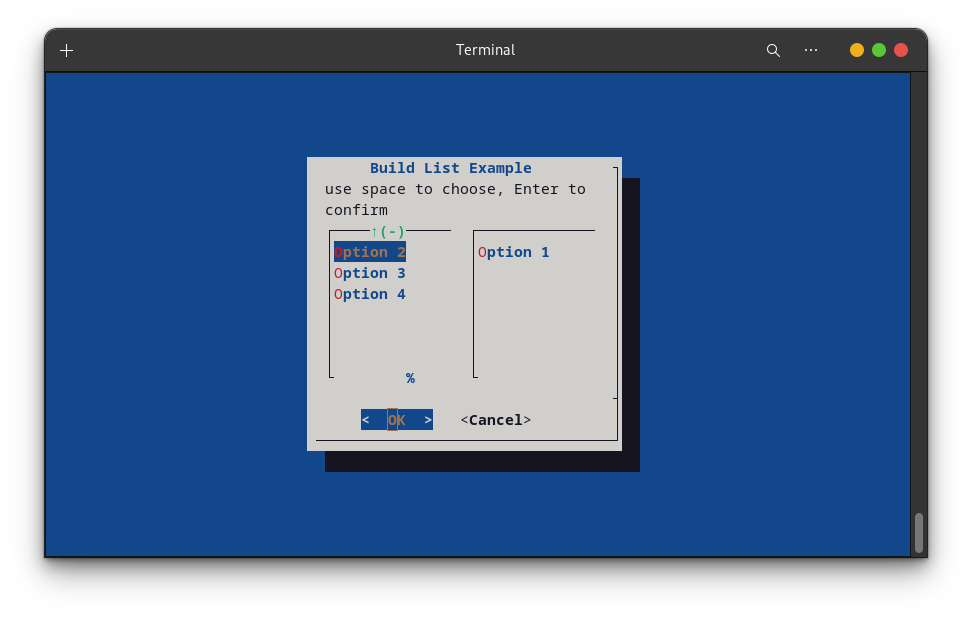 Terminal
Build List Example
use space to choose, Enter to
confirm
↑(-)
Option 2
Option 3
Option 4
Option 1
%
< OK >
<Cancel>